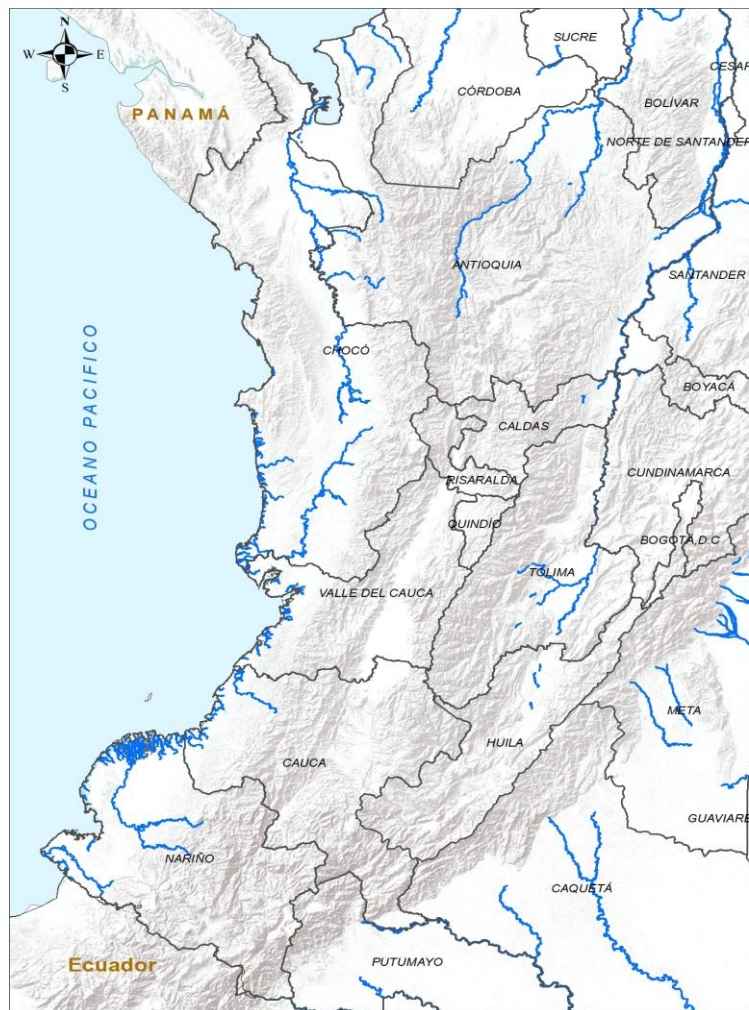 N
W E
S
SUCRE
CESAR
CÓRDOBA
BOLÍVAR
PANAMÁ
NORTE DE SANTANDER
ANTIOQUIA
SANTANDER
OCEANO PACIFICO
CHOCÓ
BOYACÁ
CALDAS
CUNDINAMARCA
RISARALDA
QUINDÍO
BOGOTÁ,D.C
TOLIMA
VALLE DEL CAUCA
META
HUILA
CAUCA
GUAVIARE
NARIÑO
CAQUETÁ
PUTUMAYO
Ecuador